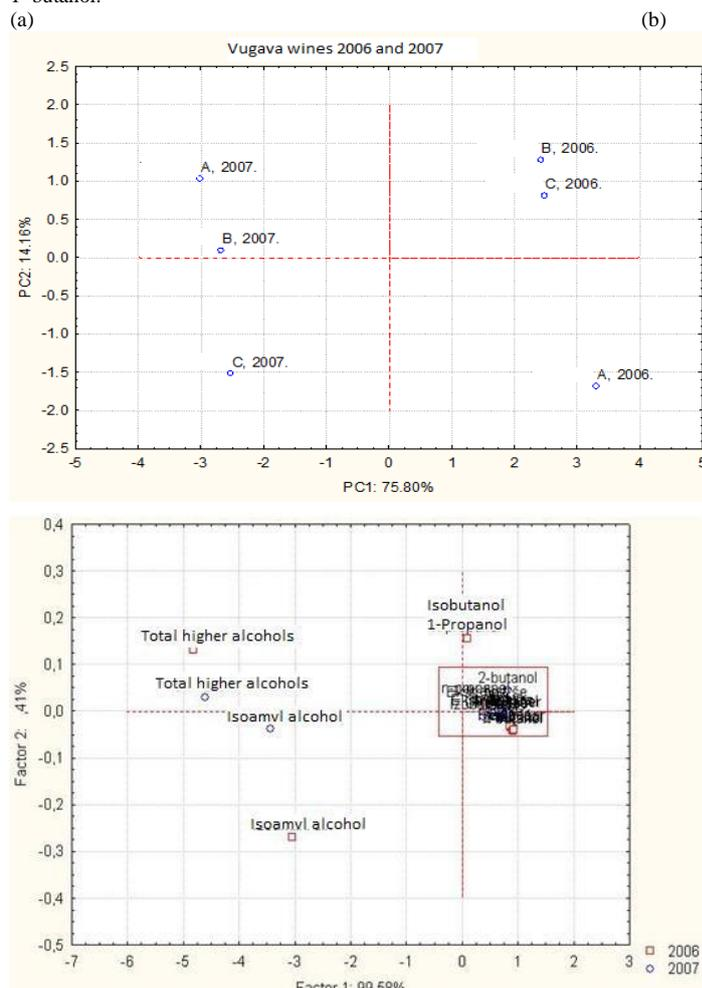 1- butanol.
(a) (b)
Vugava wines 2006 and 2007
2.5
2.0
1.5
1.0
0.5
0.0
-0.5
-1.0
-1.5
-2.0
-2.5
PC2: 14.16%
A, 2007.
B, 2006.
C, 2006.
B, 2007.
C, 2007.
A, 2006.
-5 -4 -3 -2 -1 0 1 2 3 4 5
PC1: 75.80%
0,4
0,3
0,2
0,1
0,0
-0,1
-0,2
-0,3
-0,4
-0,5
Factor 2: ,41%
Isobutanol
1-Propanol
Total higher alcohols
Total higher alcohols
2-butanol
Isoamyl alcohol
Isoamyl alcohol
-7 -6 -5 -4 -3 -2 -1 0 1 2 3
2006
2007
Factor 1: 99,58%